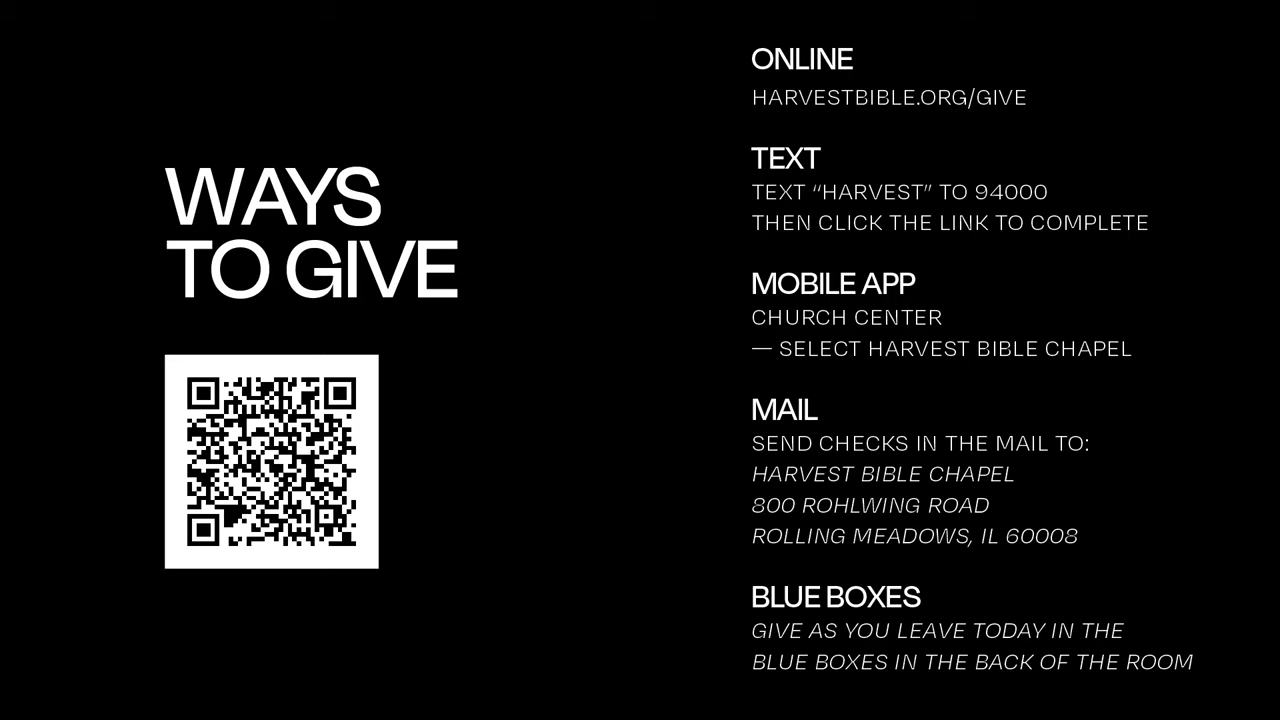 WAYS
TO GIVE
ONLINE
HARVESTBIBLE.ORG/GIVE
TEXT
TEXT “HARVEST” TO 94000
THEN CLICK THE LINK TO COMPLETE
MOBILE APP
CHURCH CENTER
— SELECT HARVEST BIBLE CHAPEL
MAIL
SEND CHECKS IN THE MAIL TO:
HARVEST BIBLE CHAPEL
800 ROHLWING ROAD
ROLLING MEADOWS, IL 60008
BLUE BOXES
GIVE AS YOU LEAVE TODAY IN THE
BLUE BOXES IN THE BACK OF THE ROOM